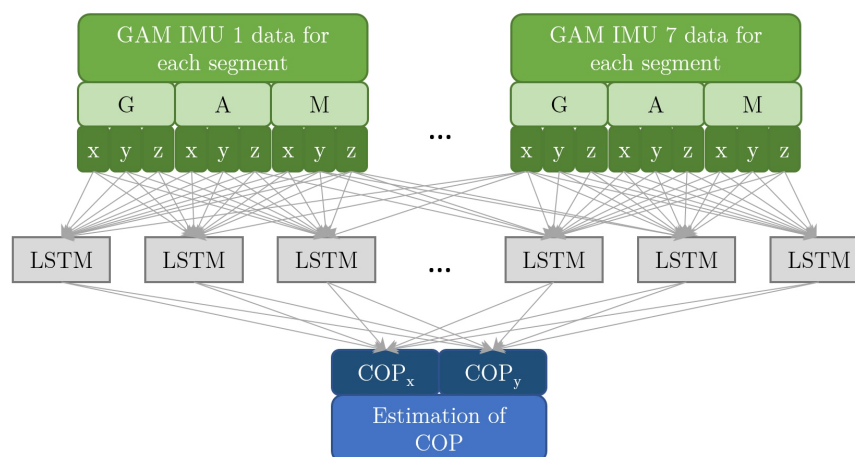 GAM IMU 1 data for
each segment
GAM IMU 7 data for
each segment
G A M
G A M
...
x y z x y z x y z
x y z x y z x y z
LSTM LSTM LSTM ... LSTM LSTM LSTM
COPx COPy
Estimation of
COP